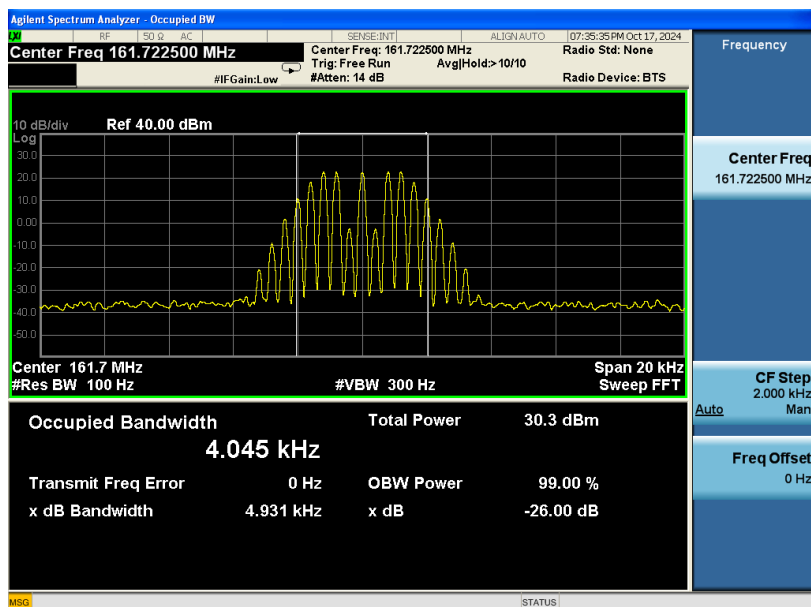 Agilent Spectrum Analyzer - Occupied BW
LXI RF 50 Ω AC SENSE:INT ALIGN AUTO 07:35:35 PM Oct 17, 2024
Center Freq 161.722500 MHz
Center Freq: 161.722500 MHz Radio Std: None
Trig: Free Run Avg|Hold:>10/10
#IFGain:Low #Atten: 14 dB Radio Device: BTS
10 dB/div Ref 40.00 dBm
Log
30.0
20.0
10.0
0.00
-10.0
-20.0
-30.0
-40.0
-50.0
Center 161.7 MHz Span 20 kHz
#Res BW 100 Hz #VBW 300 Hz Sweep FFT
Occupied Bandwidth Total Power 30.3 dBm
4.045 kHz
Transmit Freq Error 0 Hz OBW Power 99.00 %
x dB Bandwidth 4.931 kHz x dB -26.00 dB
MSG STATUS
Frequency
Center Freq
161.722500 MHz
CF Step
2.000 kHz
Auto Man
Freq Offset
0 Hz